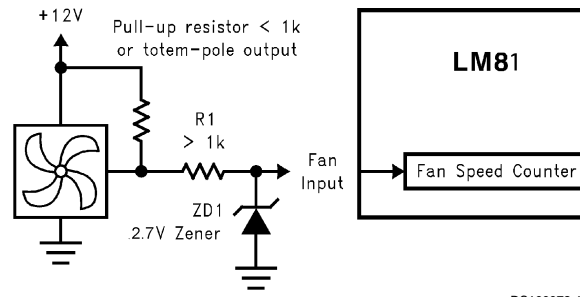 +12V
Pull-up resistor < 1k
or totem-pole output
LM81
R1
> 1k
Fan
Input
Fan Speed Counter
ZD1
2.7V Zener